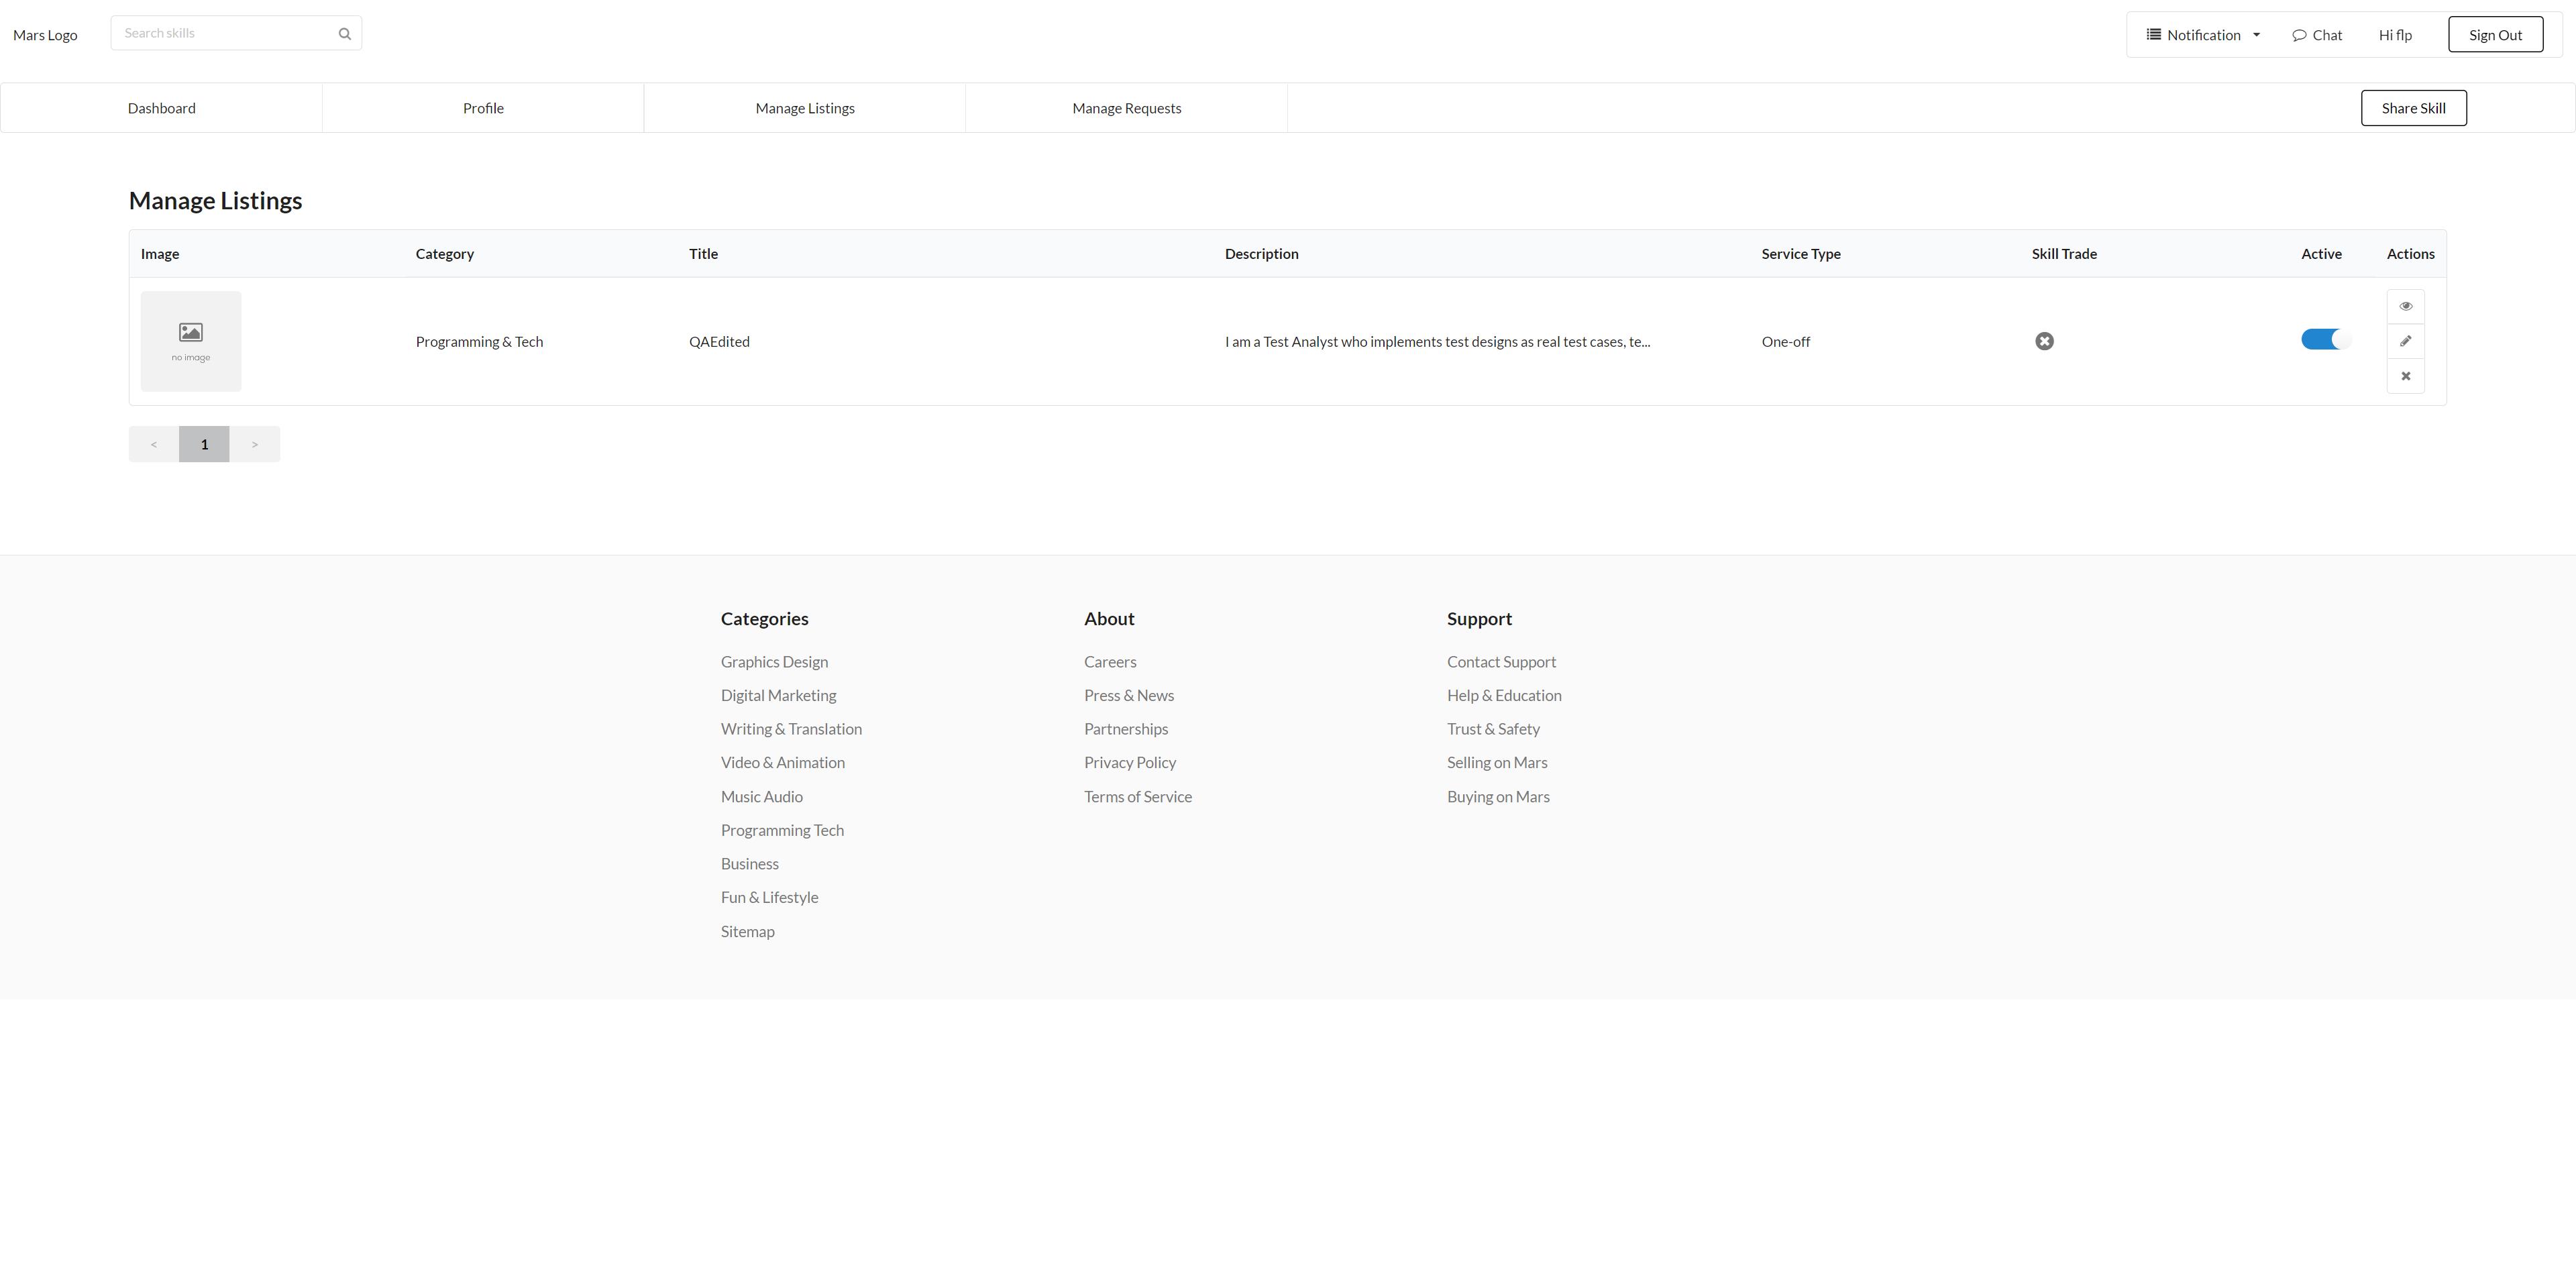 Mars Logo
Search skills
Notification
Chat
Hi flp
Sign Out
Dashboard
Profile
Manage Listings
Manage Requests
Share Skill
Manage Listings
Image Category Title Description Service Type Skill Trade Active Actions
no image
Programming & Tech QAEdited I am a Test Analyst who implements test designs as real test cases, te... One-off
< 1 >
Categories
Graphics Design
Digital Marketing
Writing & Translation
Video & Animation
Music Audio
Programming Tech
Business
Fun & Lifestyle
Sitemap
About
Careers
Press & News
Partnerships
Privacy Policy
Terms of Service
Support
Contact Support
Help & Education
Trust & Safety
Selling on Mars
Buying on Mars